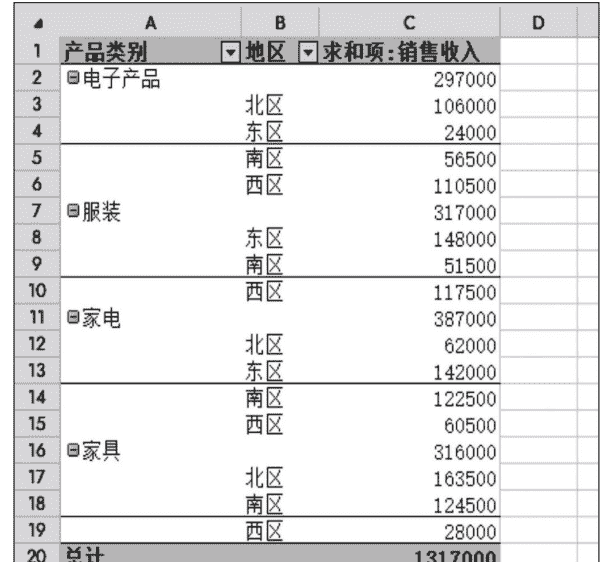 A B C D
1 产品类别 地区 求和项:销售收入
2 电子产品 297000
3 北区 106000
4 东区 24000
5 南区 56500
6 西区 110500
7 服装 317000
8 东区 148000
9 南区 51500
10 西区 117500
11 家电 387000
12 北区 62000
13 东区 142000
14 南区 122500
15 西区 60500
16 家具 316000
17 北区 163500
18 南区 124500
19 西区 28000
20 总计 1317000